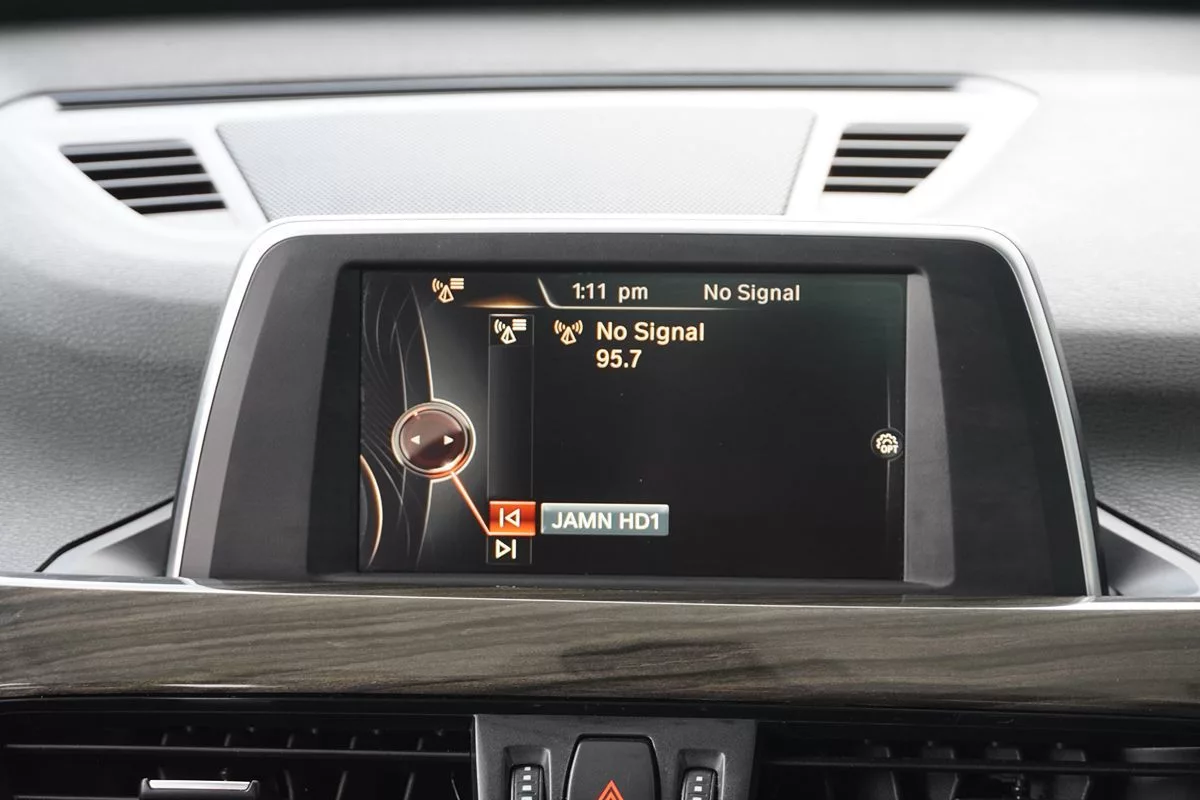 1:11 pm No Signal
No Signal
95.7
OPT
JAMN HD1